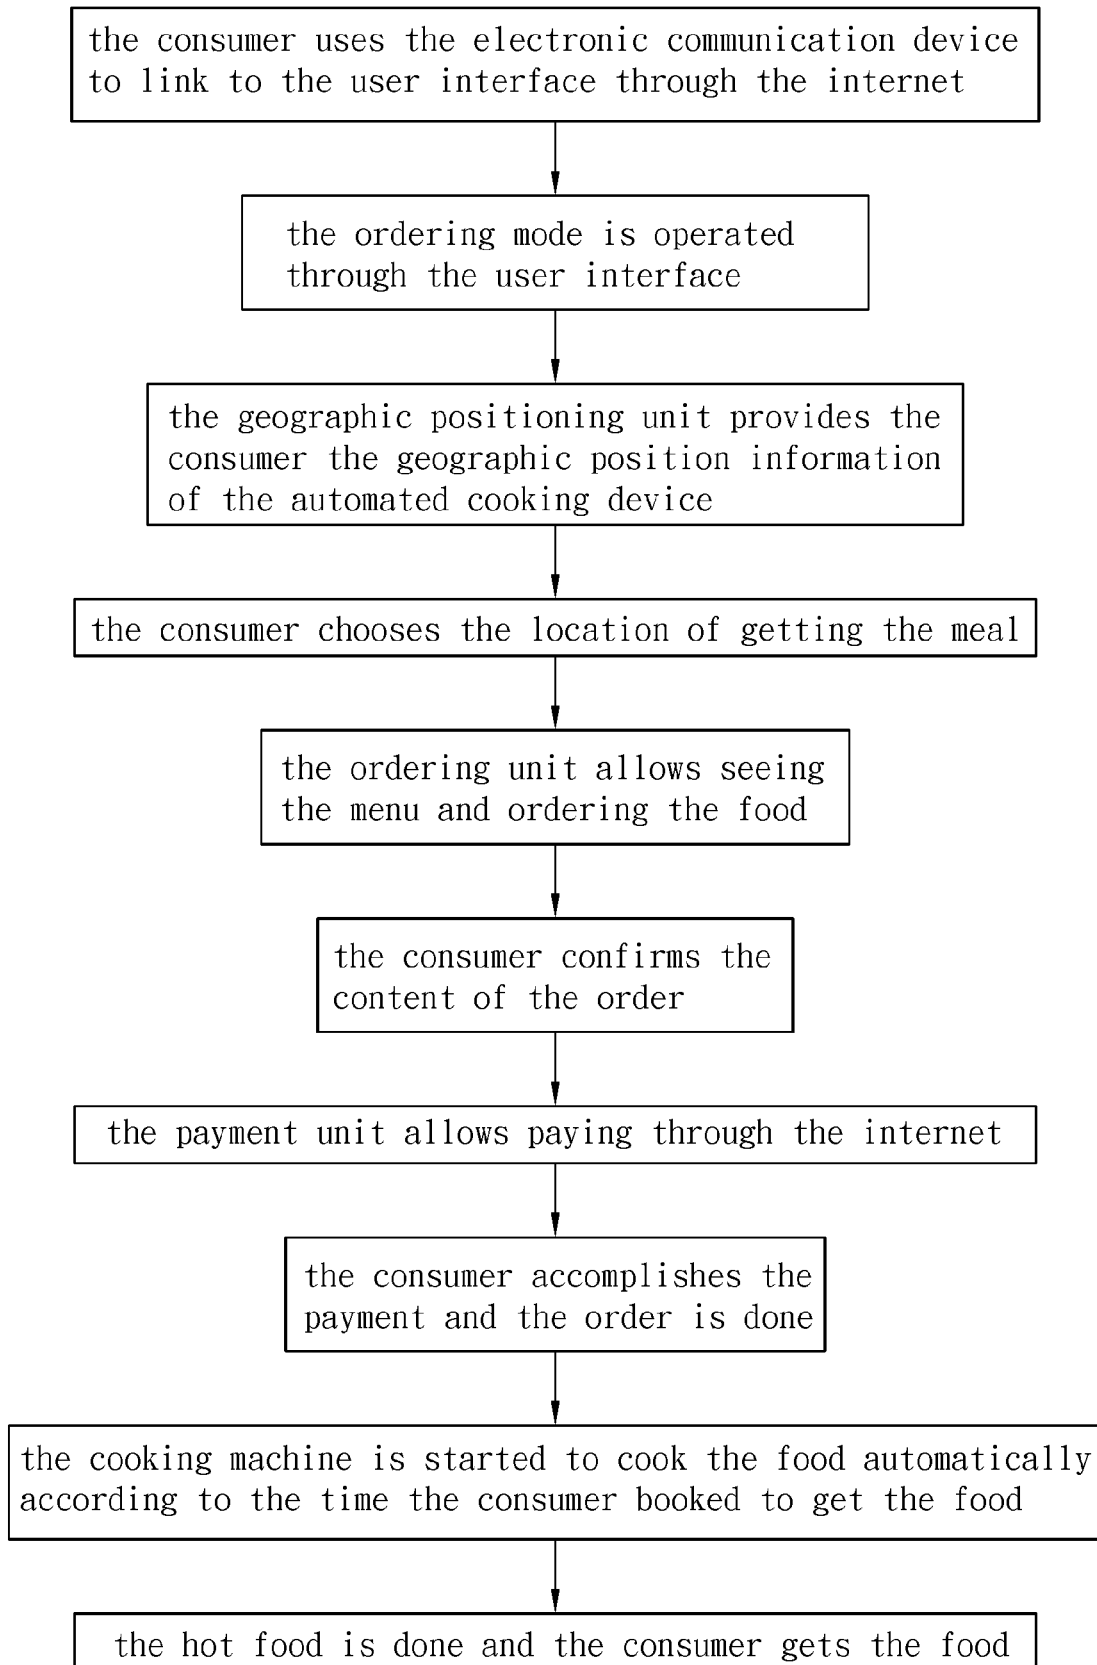 the consumer uses the electronic communication device
to link to the user interface through the internet
the ordering mode is operated
through the user interface
the geographic positioning unit provides the
consumer the geographic position information
of the automated cooking device
the consumer chooses the location of getting the meal
the ordering unit allows seeing
the menu and ordering the food
the consumer confirms the
content of the order
the payment unit allows paying through the internet
the consumer accomplishes the
payment and the order is done
the cooking machine is started to cook the food automatically
according to the time the consumer booked to get the food
the hot food is done and the consumer gets the food